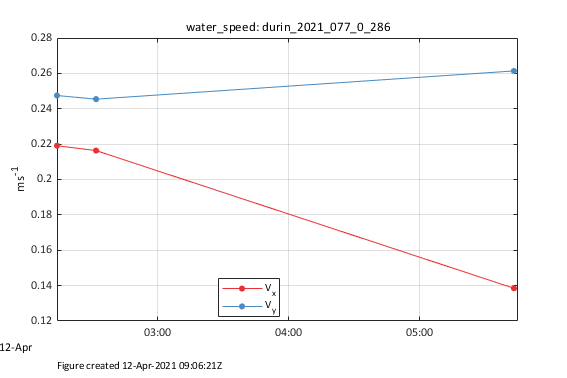 water_speed: durin_2021_077_0_286
0.28
0.26
0.24
0.22
0.2
0.18
0.16
0.14
0.12
ms-1
Vx
Vy
03:00 04:00 05:00
12-Apr
Figure created 12-Apr-2021 09:06:21Z